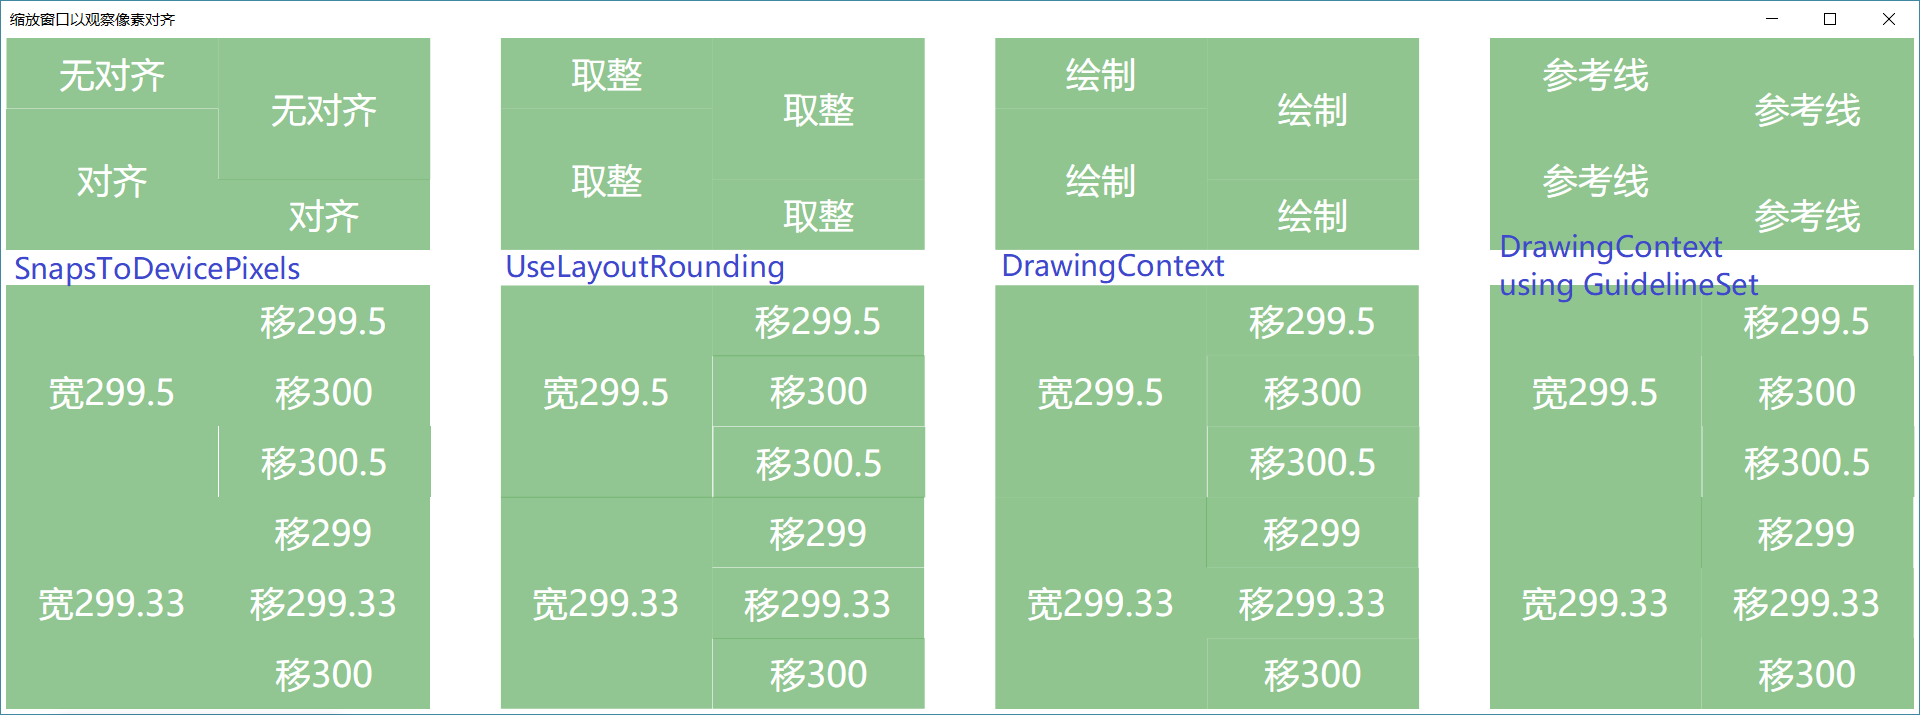 缩放窗口以观察像素对齐
无对齐
无对齐
对齐
对齐
SnapsToDevicePixels
宽299.5
移299.5
移300
移300.5
宽299.33
移299
移299.33
移300
取整
取整
取整
取整
UseLayoutRounding
宽299.5
移299.5
移300
移300.5
宽299.33
移299
移299.33
移300
绘制
绘制
绘制
绘制
DrawingContext
宽299.5
移299.5
移300
移300.5
宽299.33
移299
移299.33
移300
参考线
参考线
参考线
参考线
DrawingContext
using GuidelineSet
宽299.5
移299.5
移300
移300.5
宽299.33
移299
移299.33
移300